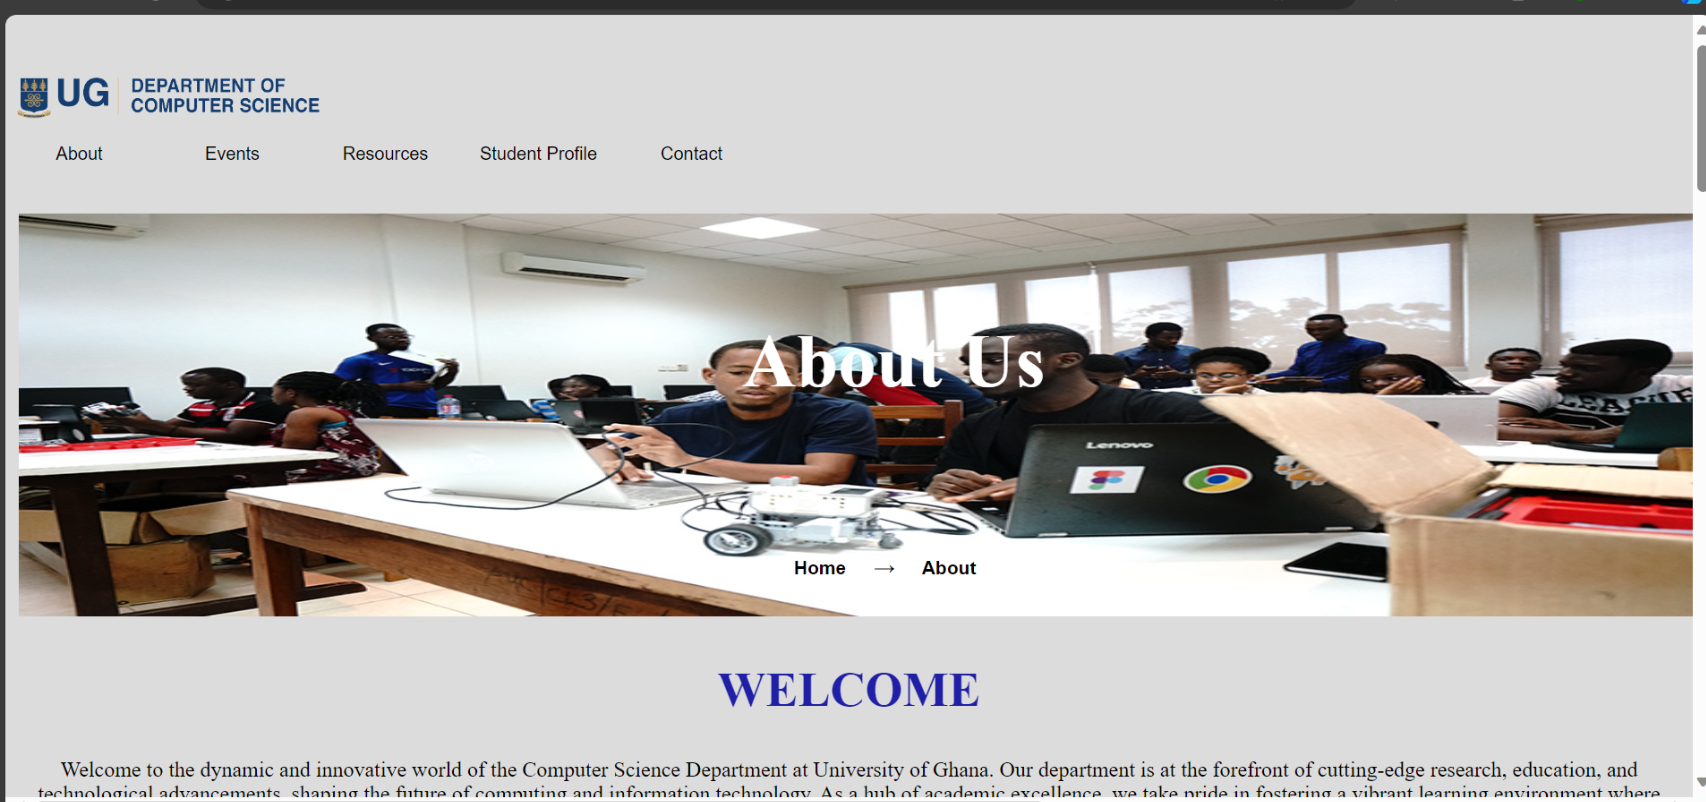 UG DEPARTMENT OF
COMPUTER SCIENCE
About Events Resources Student Profile Contact
About Us
Lenovo
Home → About
WELCOME
Welcome to the dynamic and innovative world of the Computer Science Department at University of Ghana. Our department is at the forefront of cutting-edge research, education, and
technological advancements, shaping the future of computing and information technology. As a hub of academic excellence, we take pride in fostering a vibrant learning environment where